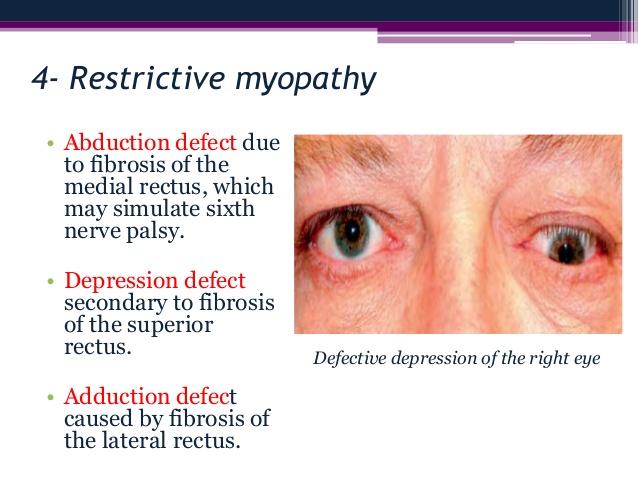 4- Restrictive myopathy
• Abduction defect due
to fibrosis of the
medial rectus, which
may simulate sixth
nerve palsy.
• Depression defect
secondary to fibrosis
of the superior
rectus.
• Adduction defect
caused by fibrosis of
the lateral rectus.
Defective depression of the right eye